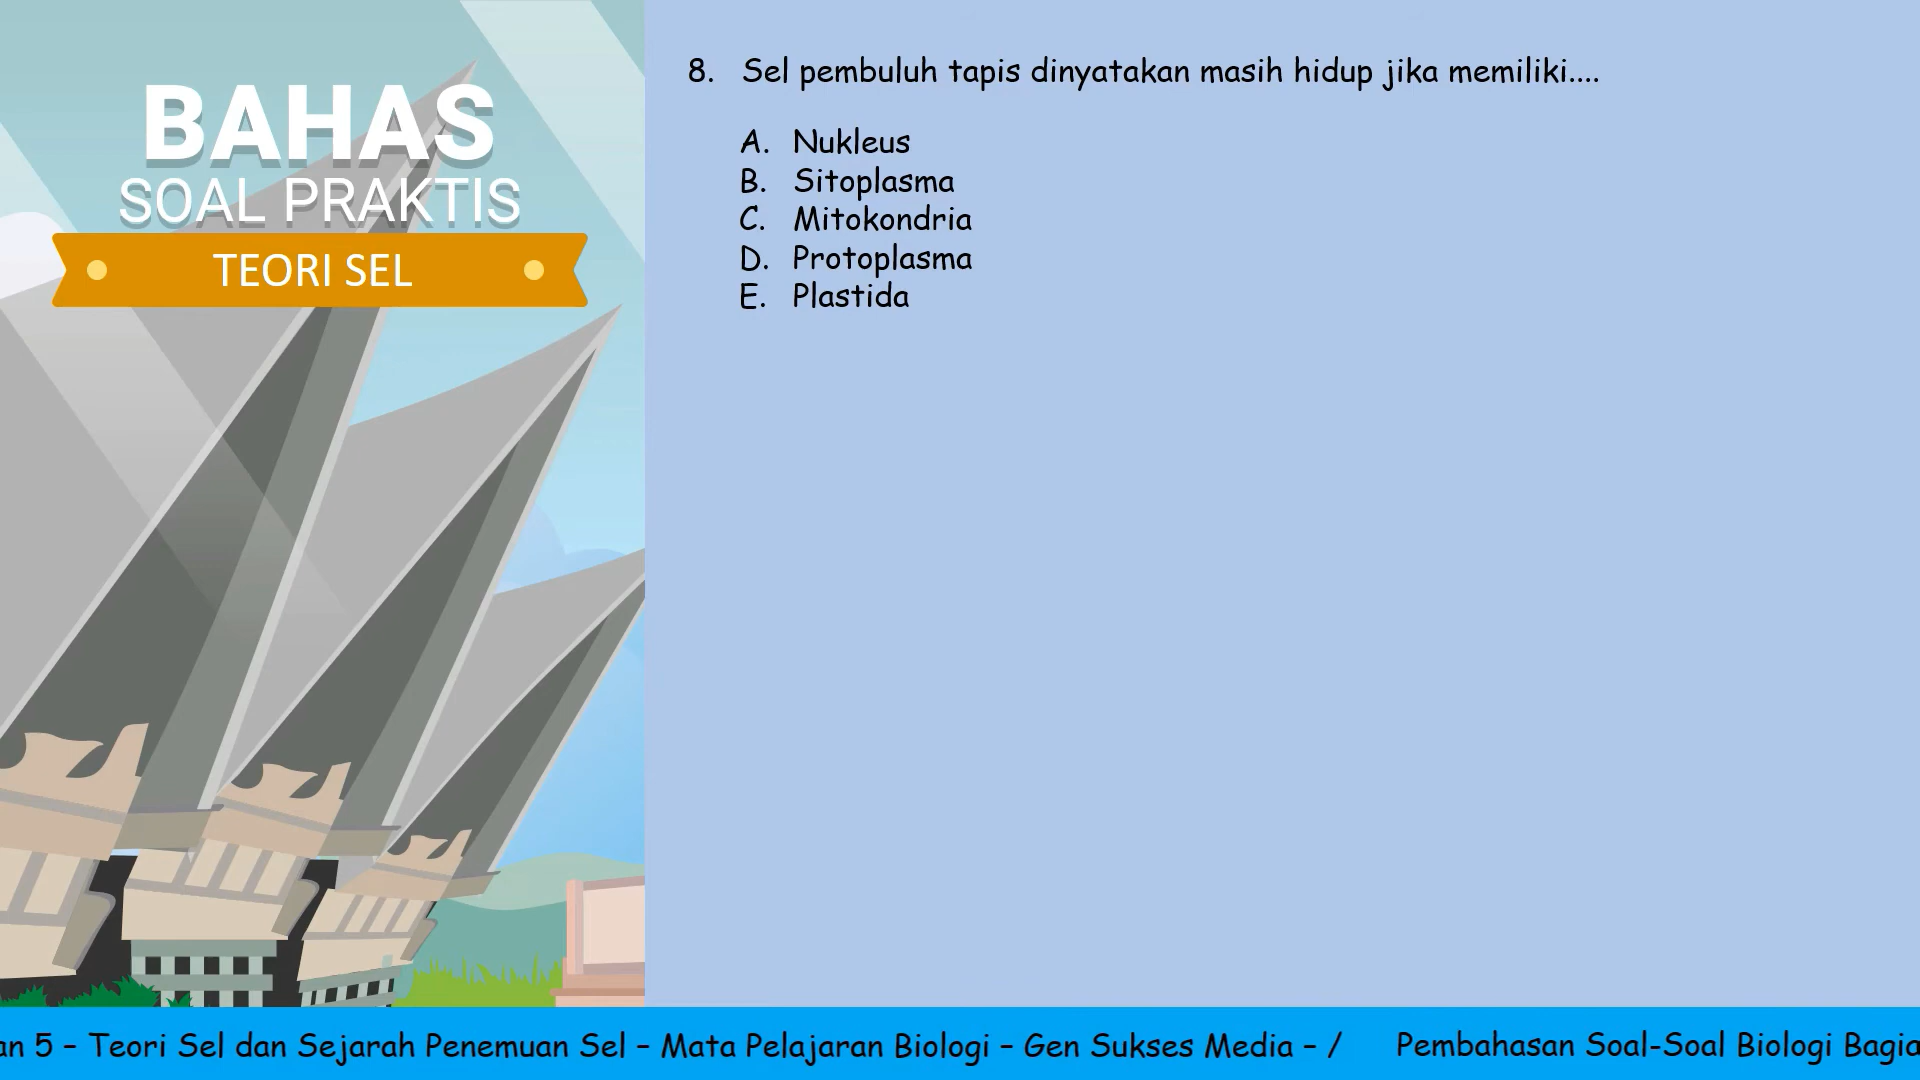 BAHAS
SOAL PRAKTIS
TEORI SEL
8. Sel pembuluh tapis dinyatakan masih hidup jika memiliki....
A. Nukleus
B. Sitoplasma
C. Mitokondria
D. Protoplasma
E. Plastida
an 5 – Teori Sel dan Sejarah Penemuan Sel – Mata Pelajaran Biologi – Gen Sukses Media – / Pembahasan Soal-Soal Biologi Bagia